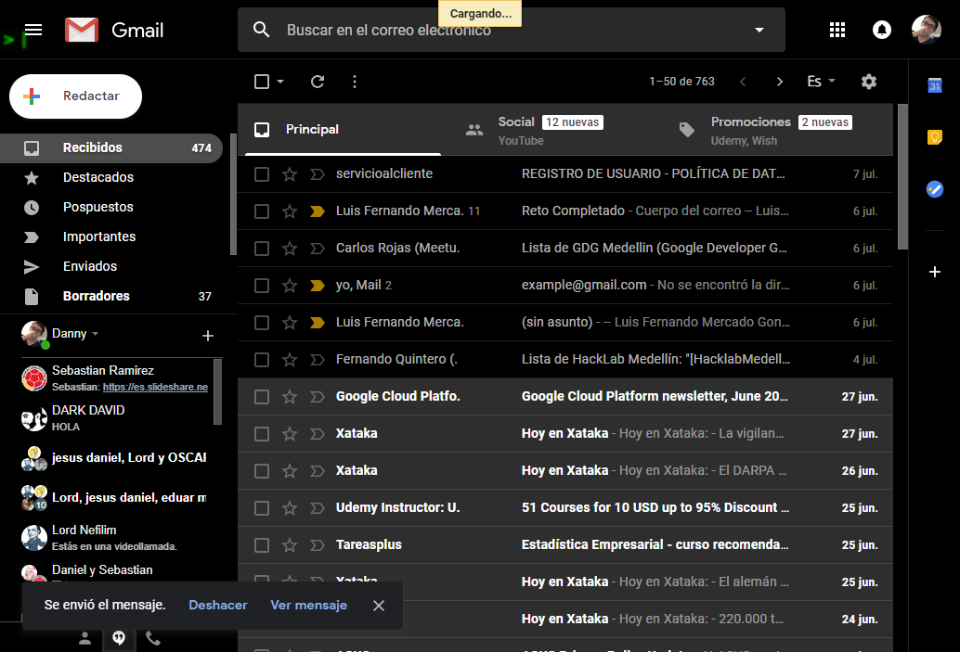 Cargando...
Gmail
Buscar en el correo electrónico
Redactar
1–50 de 763
Es
Principal
Social 12 nuevas
YouTube
Promociones 2 nuevas
Udemy, Wish
Recibidos 474
Destacados
Pospuestos
Importantes
Enviados
Borradores 37
Danny
Sebastian Ramirez
Sebastian: https://es.slideshare.ne
DARK DAVID
HOLA
jesus daniel, Lord y OSCAR
Lord, jesus daniel, eduar m
10
Lord Nefilim
Estás en una videollamada.
Daniel y Sebastian
servicioalcliente REGISTRO DE USUARIO - POLÍTICA DE DAT... 7 jul.
Luis Fernando Merca. 11 Reto Completado - Cuerpo del correo -- Luis... 6 jul.
Carlos Rojas (Meetu. Lista de GDG Medellin (Google Developer G... 6 jul.
yo, Mail 2 example@gmail.com - No se encontró la dir... 6 jul.
Luis Fernando Merca. (sin asunto) - -- Luis Fernando Mercado Gon... 6 jul.
Fernando Quintero (. Lista de HackLab Medellín: "[HacklabMedell... 4 jul.
Google Cloud Platfo. Google Cloud Platform newsletter, June 20... 27 jun.
Xataka Hoy en Xataka - Hoy en Xataka: - La vigilan... 27 jun.
Xataka Hoy en Xataka - Hoy en Xataka: - El DARPA ... 26 jun.
Udemy Instructor: U. 51 Courses for 10 USD up to 95% Discount ... 25 jun.
Tareasplus Estadística Empresarial - curso recomenda... 25 jun.
Xataka Hoy en Xataka - Hoy en Xataka: - El alemán ... 25 jun.
Hoy en Xataka - Hoy en Xataka: - 220.000 t... 24 jun.
Se envió el mensaje. Deshacer Ver mensaje
31